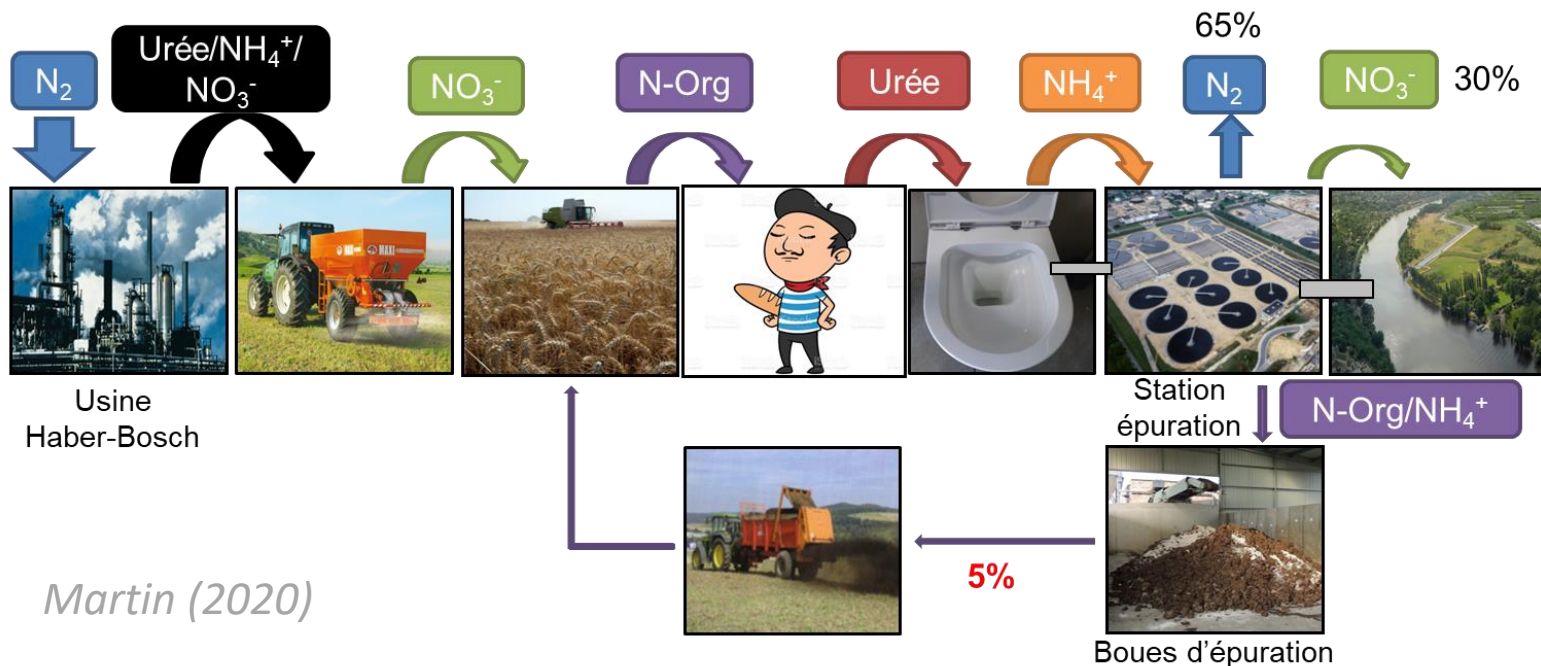 65%
N₂
Urée/NH₄⁺/
NO₃⁻
NO₃⁻
N-Org
Urée
NH₄⁺
N₂
NO₃⁻
30%
MAXI
Usine
Haber-Bosch
Station
épuration
N-Org/NH₄⁺
5%
Martin (2020)
Boues d'épuration